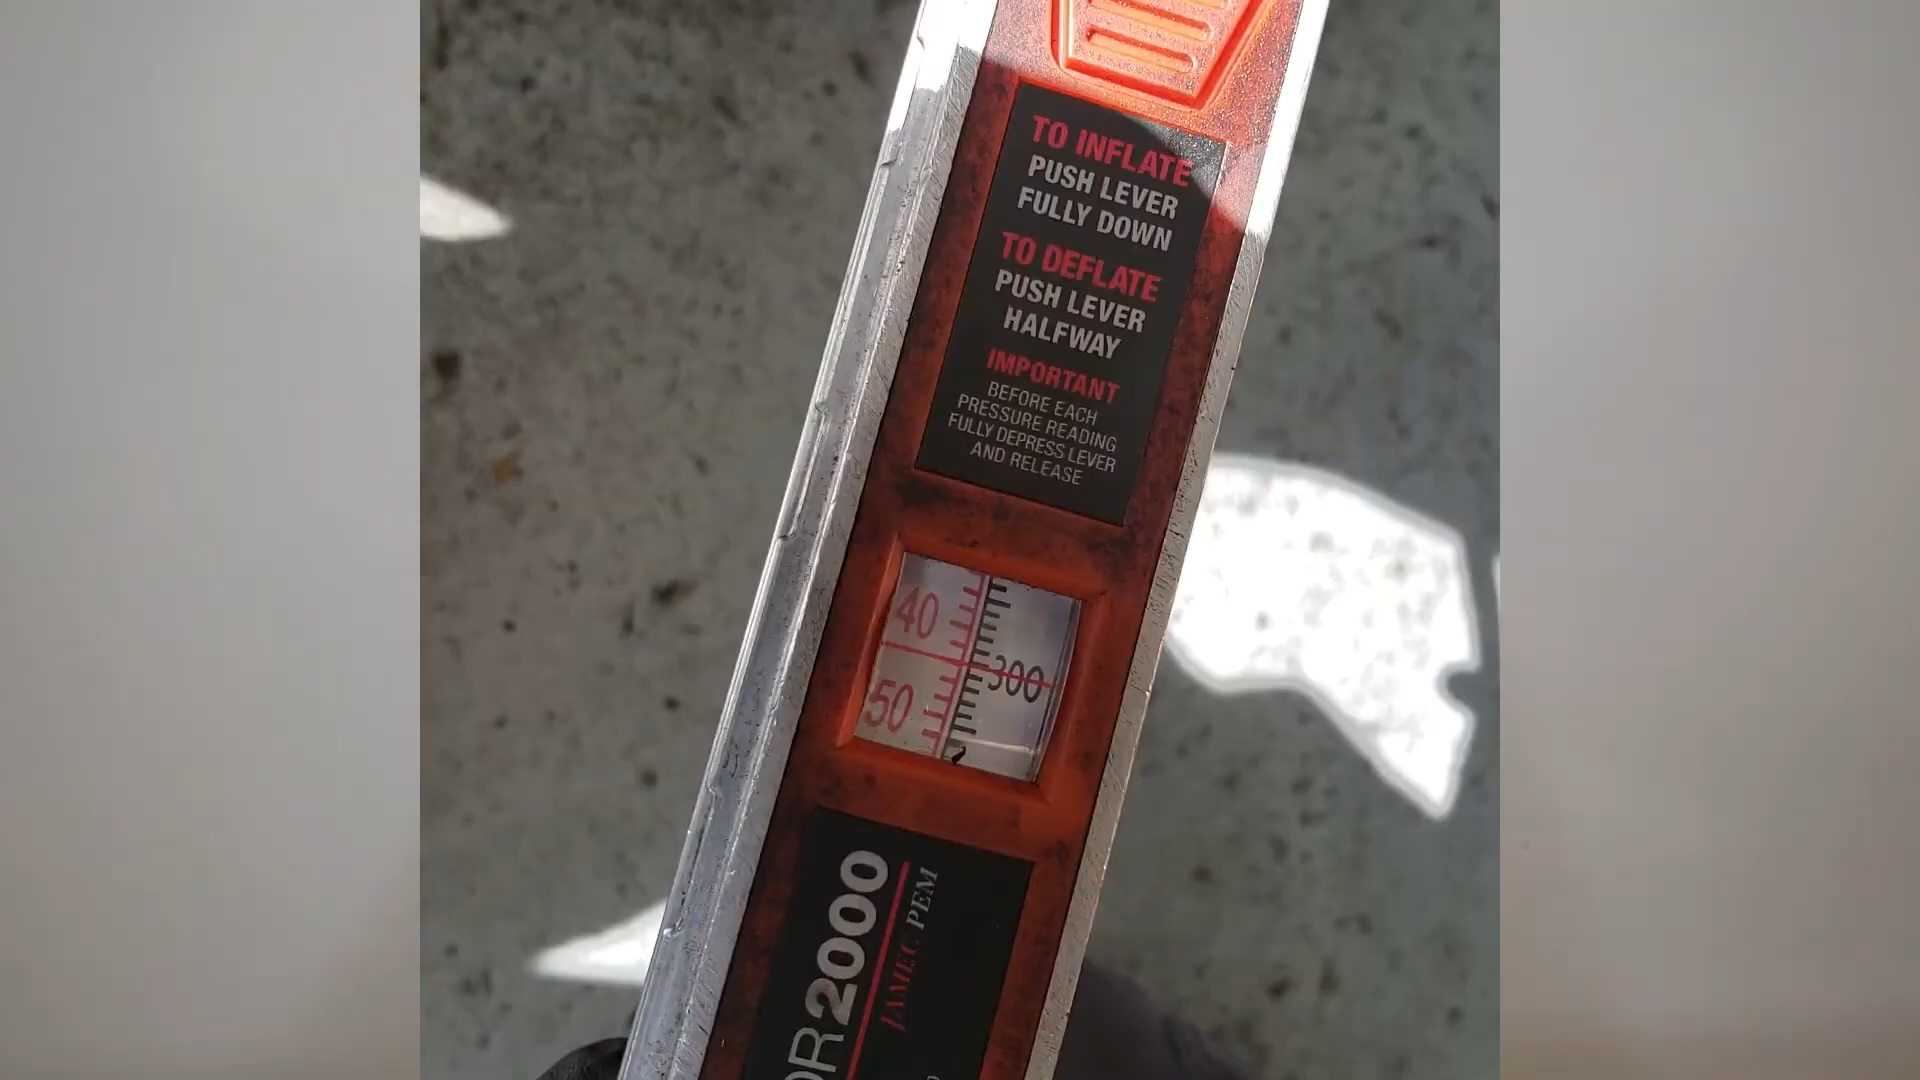 TO INFLATE
PUSH LEVER
FULLY DOWN
TO DEFLATE
PUSH LEVER
HALFWAY
IMPORTANT
BEFORE EACH
PRESSURE READING
FULLY DEPRESS LEVER
AND RELEASE
40
300
50
OR2000
JAMEC PEM